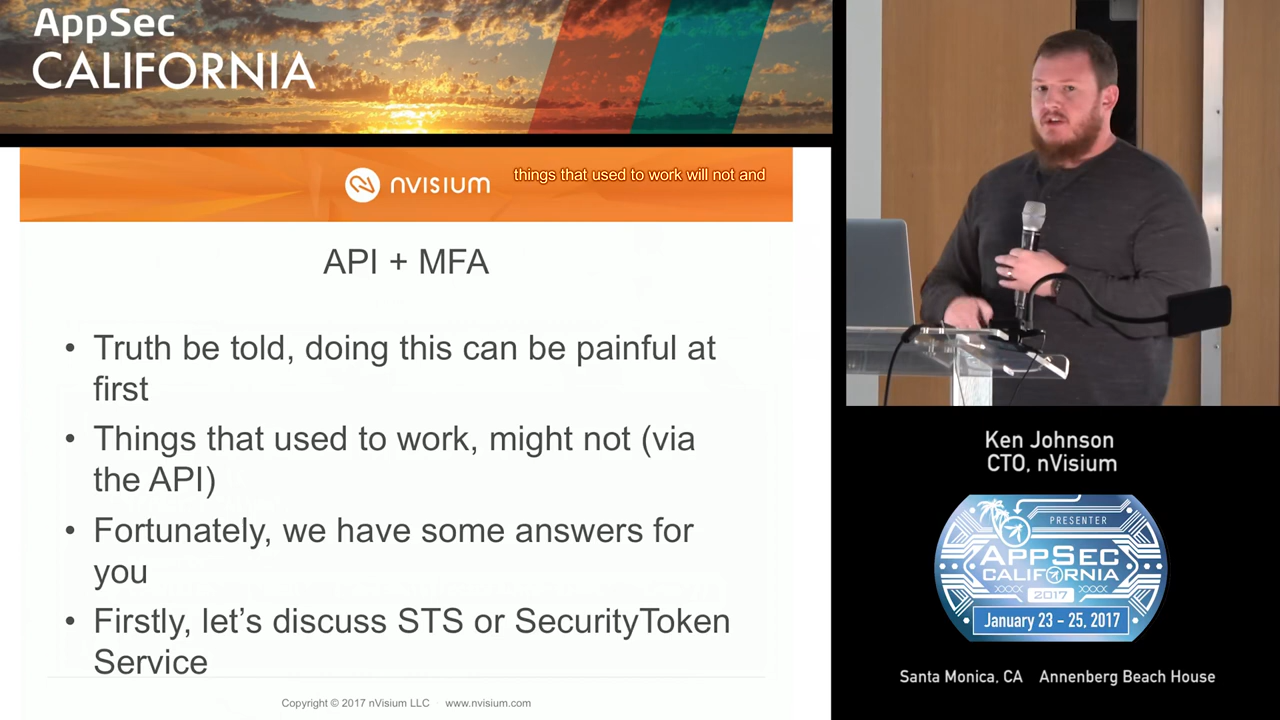 AppSec
CALIFORNIA
nVISIUM
things that used to work will not and
API + MFA
• Truth be told, doing this can be painful at
first
• Things that used to work, might not (via
the API)
• Fortunately, we have some answers for
you
• Firstly, let's discuss STS or SecurityToken
Service
Copyright © 2017 nVisium LLC · www.nvisium.com
Ken Johnson
CTO, nVisium
PRESENTER
APPSEC
CALIFORNIA
XXXX 2017 XXXX
January 23 - 25, 2017
Santa Monica, CA Annenberg Beach House